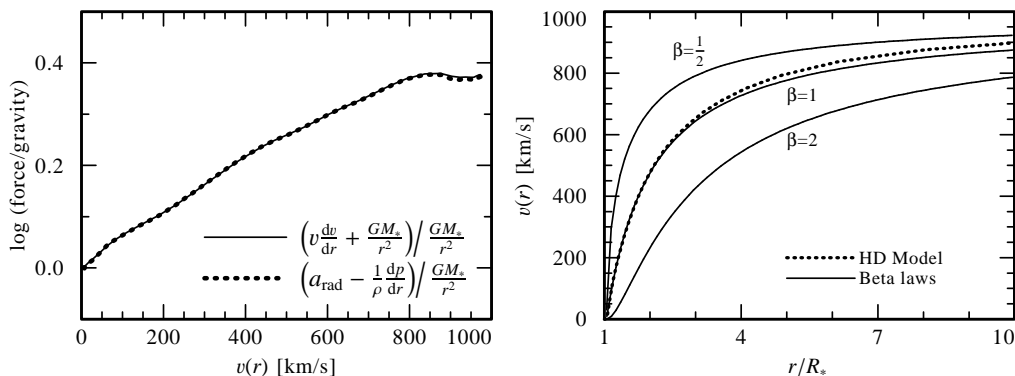 log (force/gravity)
0.4
0.2
0.0
(v dv/dr + GM*/r²) / GM*/r²
(a_rad − 1/ρ dp/dr) / GM*/r²
0 200 400 600 800 1000
v(r) [km/s]
v(r) [km/s]
1000
800
600
400
200
0
β=1/2
β=1
β=2
HD Model
Beta laws
1 4 7 10
r/R*